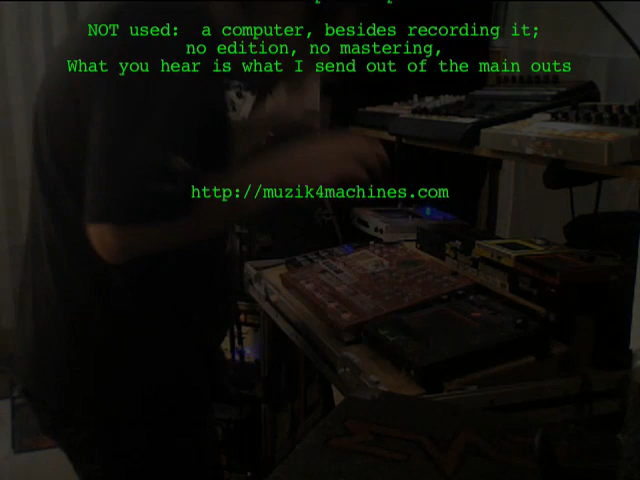 NOT used:  a computer, besides recording it;
no edition, no mastering,
What you hear is what I send out of the main outs
http://muzik4machines.com